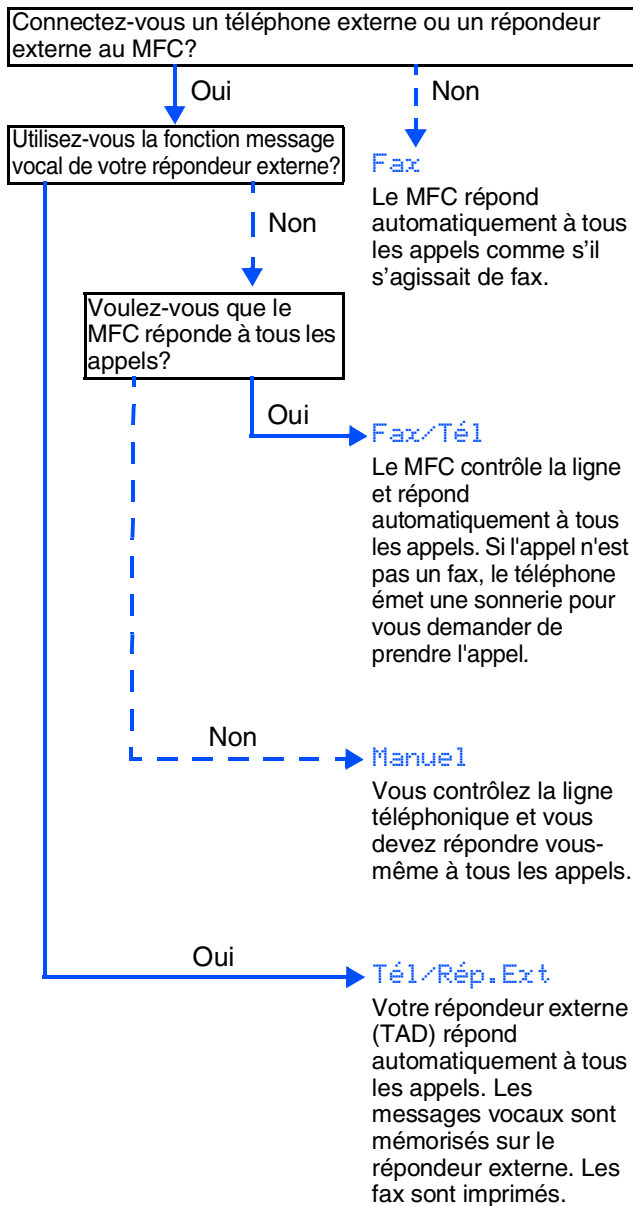 Connectez-vous un téléphone externe ou un répondeur
externe au MFC?
Oui
Non
Utilisez-vous la fonction message
vocal de votre répondeur externe?
Fax
Le MFC répond
automatiquement à tous
les appels comme s'il
s'agissait de fax.
Non
Voulez-vous que le
MFC réponde à tous les
appels?
Oui
Fax/Tél
Le MFC contrôle la ligne
et répond
automatiquement à tous
les appels. Si l'appel n'est
pas un fax, le téléphone
émet une sonnerie pour
vous demander de
prendre l'appel.
Non
Manuel
Vous contrôlez la ligne
téléphonique et vous
devez répondre vous-
même à tous les appels.
Oui
Tél/Rép.Ext
Votre répondeur externe
(TAD) répond
automatiquement à tous
les appels. Les
messages vocaux sont
mémorisés sur le
répondeur externe. Les
fax sont imprimés.